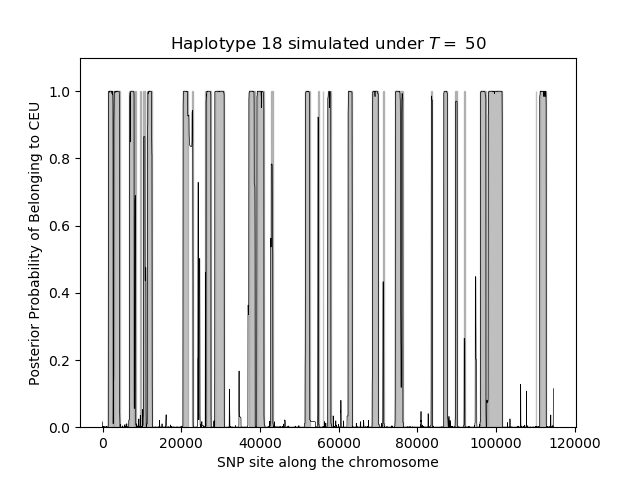 Haplotype 18 simulated under T = 50
Posterior Probability of Belonging to CEU
1.0
0.8
0.6
0.4
0.2
0.0
0 20000 40000 60000 80000 100000 120000
SNP site along the chromosome